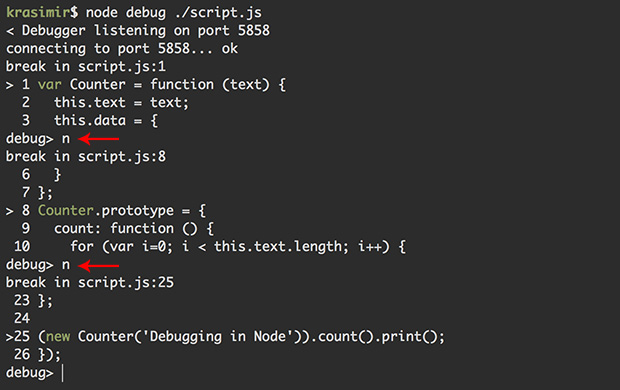 krasimir$ node debug ./script.js
< Debugger listening on port 5858
connecting to port 5858... ok
break in script.js:1
> 1 var Counter = function (text) {
  2   this.text = text;
  3   this.data = {
debug> n
break in script.js:8
  6   }
  7 };
> 8 Counter.prototype = {
  9   count: function () {
 10     for (var i=0; i < this.text.length; i++) {
debug> n
break in script.js:25
 23 };
 24
>25 (new Counter('Debugging in Node')).count().print();
 26 });
debug>